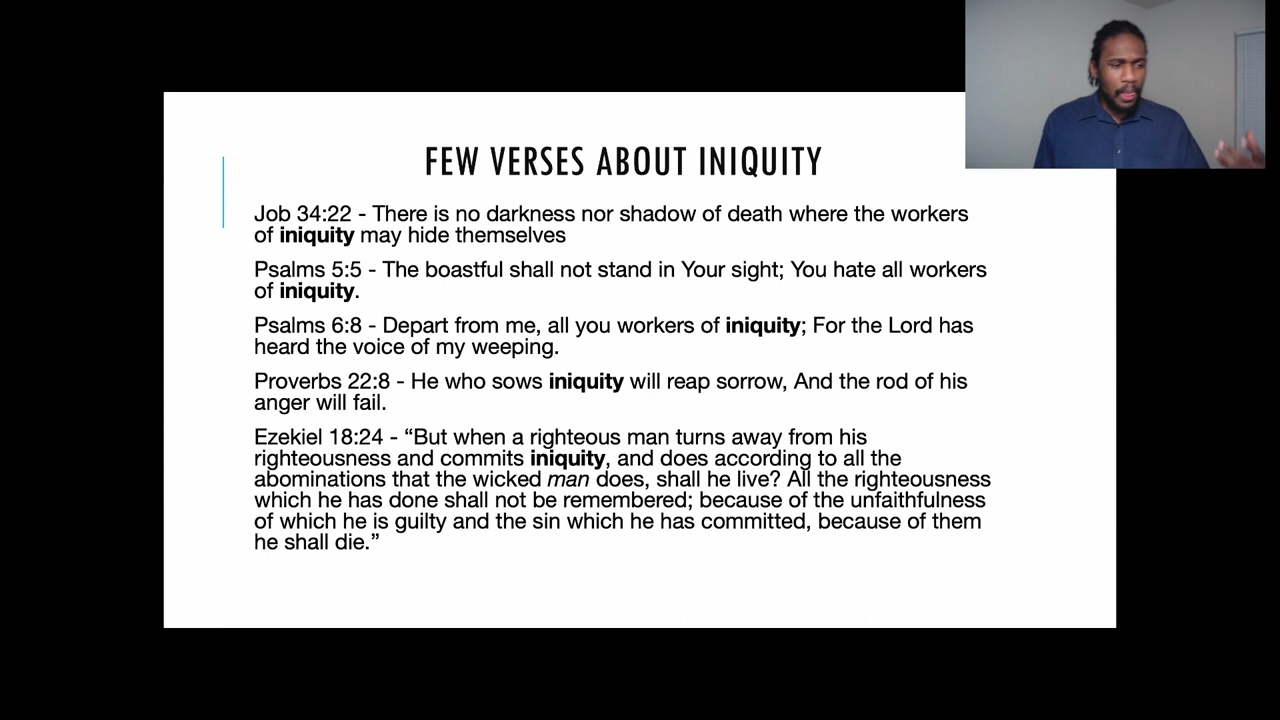 FEW VERSES ABOUT INIQUITY
Job 34:22 - There is no darkness nor shadow of death where the workers
of iniquity may hide themselves
Psalms 5:5 - The boastful shall not stand in Your sight; You hate all workers
of iniquity.
Psalms 6:8 - Depart from me, all you workers of iniquity; For the Lord has
heard the voice of my weeping.
Proverbs 22:8 - He who sows iniquity will reap sorrow, And the rod of his
anger will fail.
Ezekiel 18:24 - “But when a righteous man turns away from his
righteousness and commits iniquity, and does according to all the
abominations that the wicked man does, shall he live? All the righteousness
which he has done shall not be remembered; because of the unfaithfulness
of which he is guilty and the sin which he has committed, because of them
he shall die.”